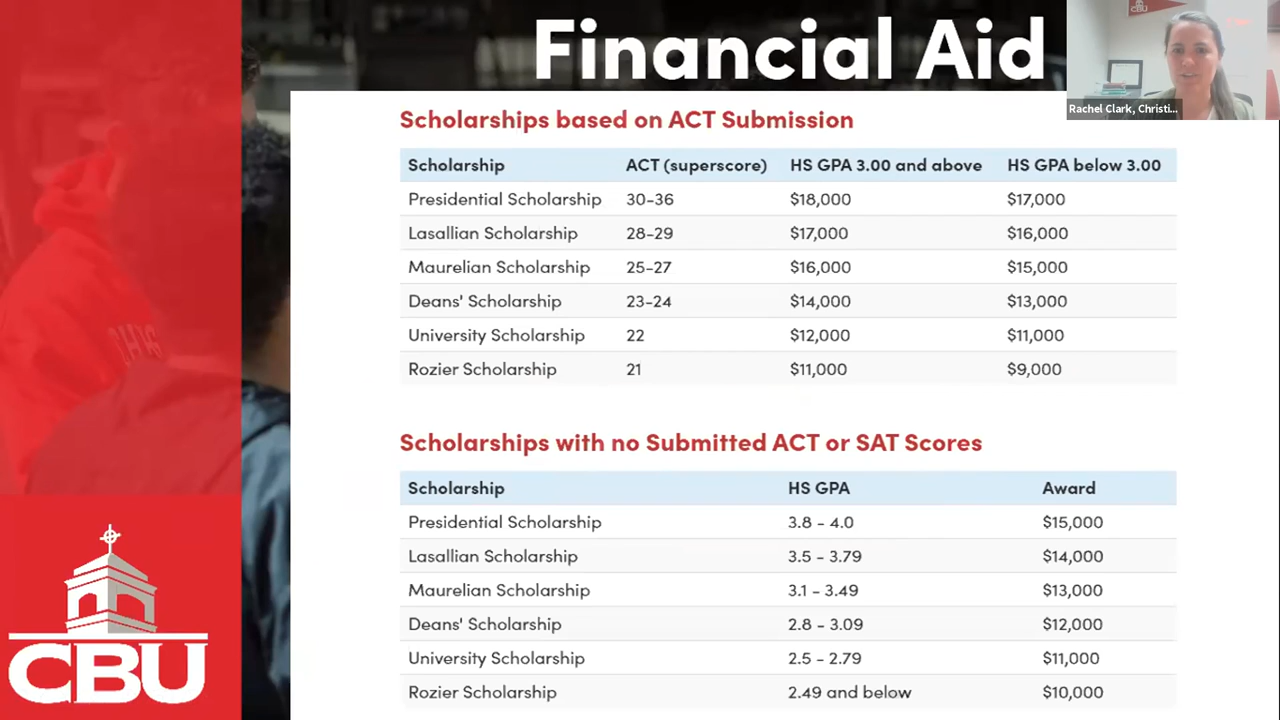 Financial Aid
Rachel Clark, Christi...
Scholarships based on ACT Submission
Scholarship ACT (superscore) HS GPA 3.00 and above HS GPA below 3.00
Presidential Scholarship 30-36 $18,000 $17,000
Lasallian Scholarship 28-29 $17,000 $16,000
Maurelian Scholarship 25-27 $16,000 $15,000
Deans' Scholarship 23-24 $14,000 $13,000
University Scholarship 22 $12,000 $11,000
Rozier Scholarship 21 $11,000 $9,000
Scholarships with no Submitted ACT or SAT Scores
Scholarship HS GPA Award
Presidential Scholarship 3.8 - 4.0 $15,000
Lasallian Scholarship 3.5 - 3.79 $14,000
Maurelian Scholarship 3.1 - 3.49 $13,000
Deans' Scholarship 2.8 - 3.09 $12,000
University Scholarship 2.5 - 2.79 $11,000
Rozier Scholarship 2.49 and below $10,000
CBU